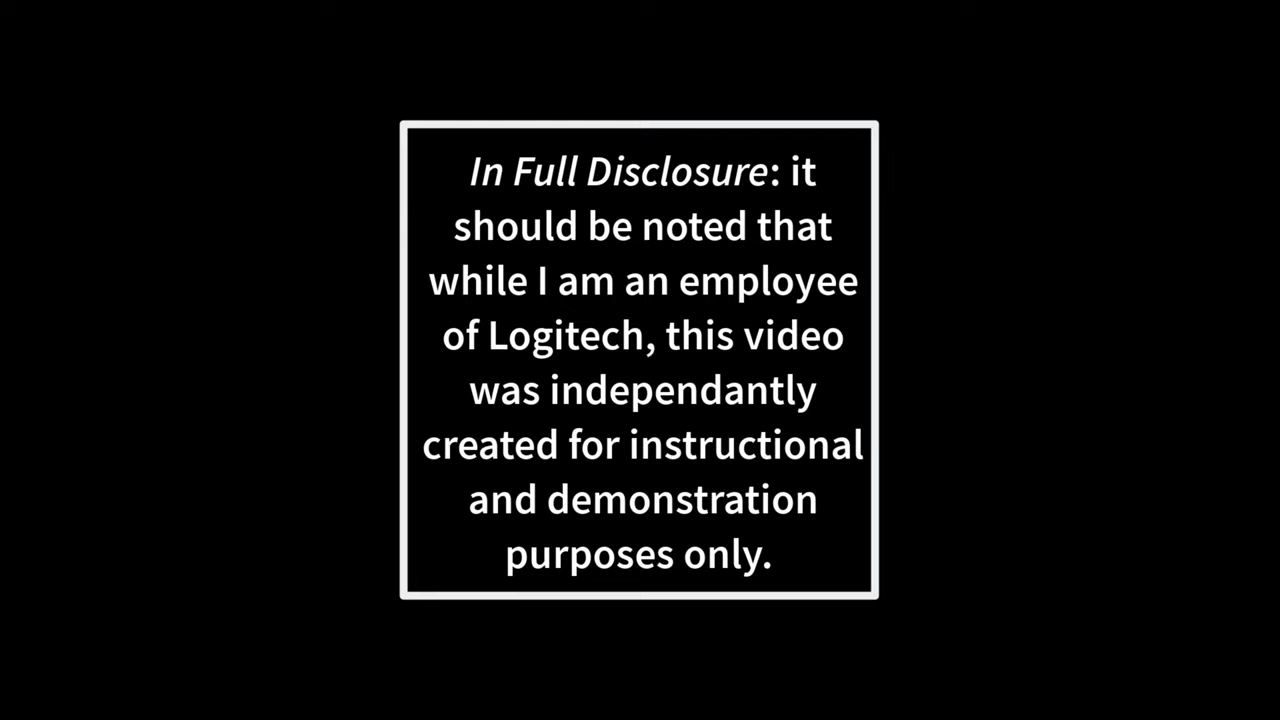 In Full Disclosure: it
should be noted that
while I am an employee
of Logitech, this video
was independantly
created for instructional
and demonstration
purposes only.